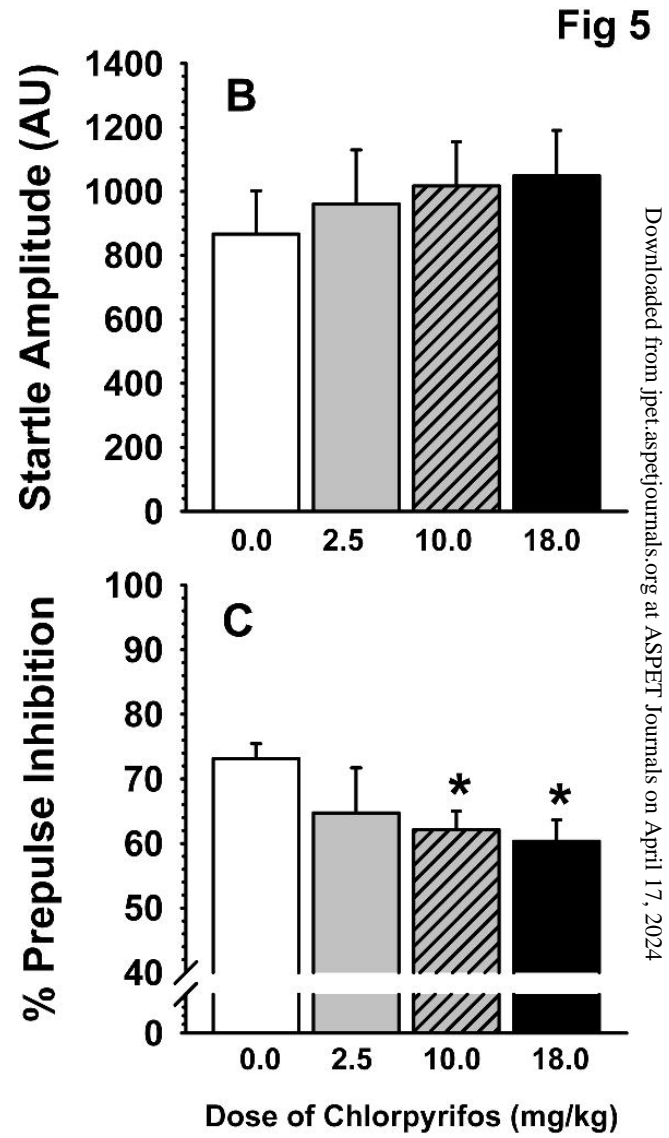 Fig 5
B
Startle Amplitude (AU)
1400
1200
1000
800
600
400
200
0
0.0 2.5 10.0 18.0
C
% Prepulse Inhibition
100
90
80
70
60
50
40
0
* *
0.0 2.5 10.0 18.0
Dose of Chlorpyrifos (mg/kg)
Downloaded from jpet.aspetjournals.org at ASPET Journals on April 17, 2024